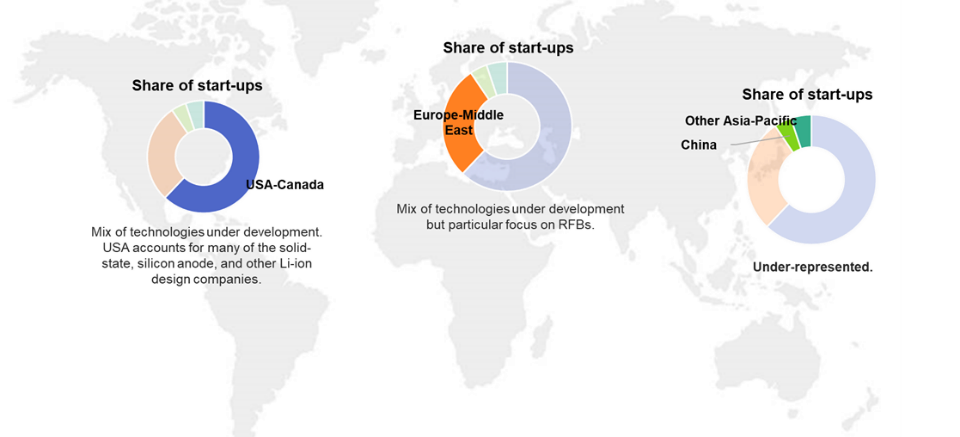 Share of start-ups
USA-Canada
Mix of technologies under development.
USA accounts for many of the solid-
state, silicon anode, and other Li-ion
design companies.
Share of start-ups
Europe-Middle
East
Mix of technologies under development
but particular focus on RFBs.
Share of start-ups
Other Asia-Pacific
China
Under-represented.